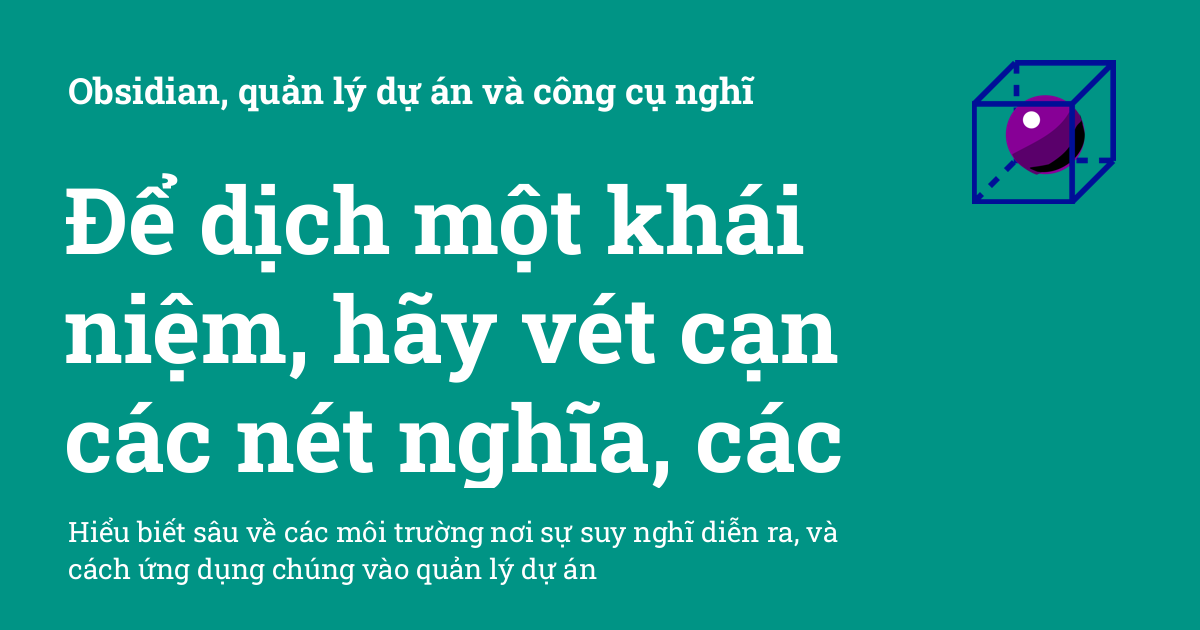 Obsidian, quản lý dự án và công cụ nghĩ
Để dịch một khái
niệm, hãy vét cạn
các nét nghĩa, các
Hiểu biết sâu về các môi trường nơi sự suy nghĩ diễn ra, và
cách ứng dụng chúng vào quản lý dự án